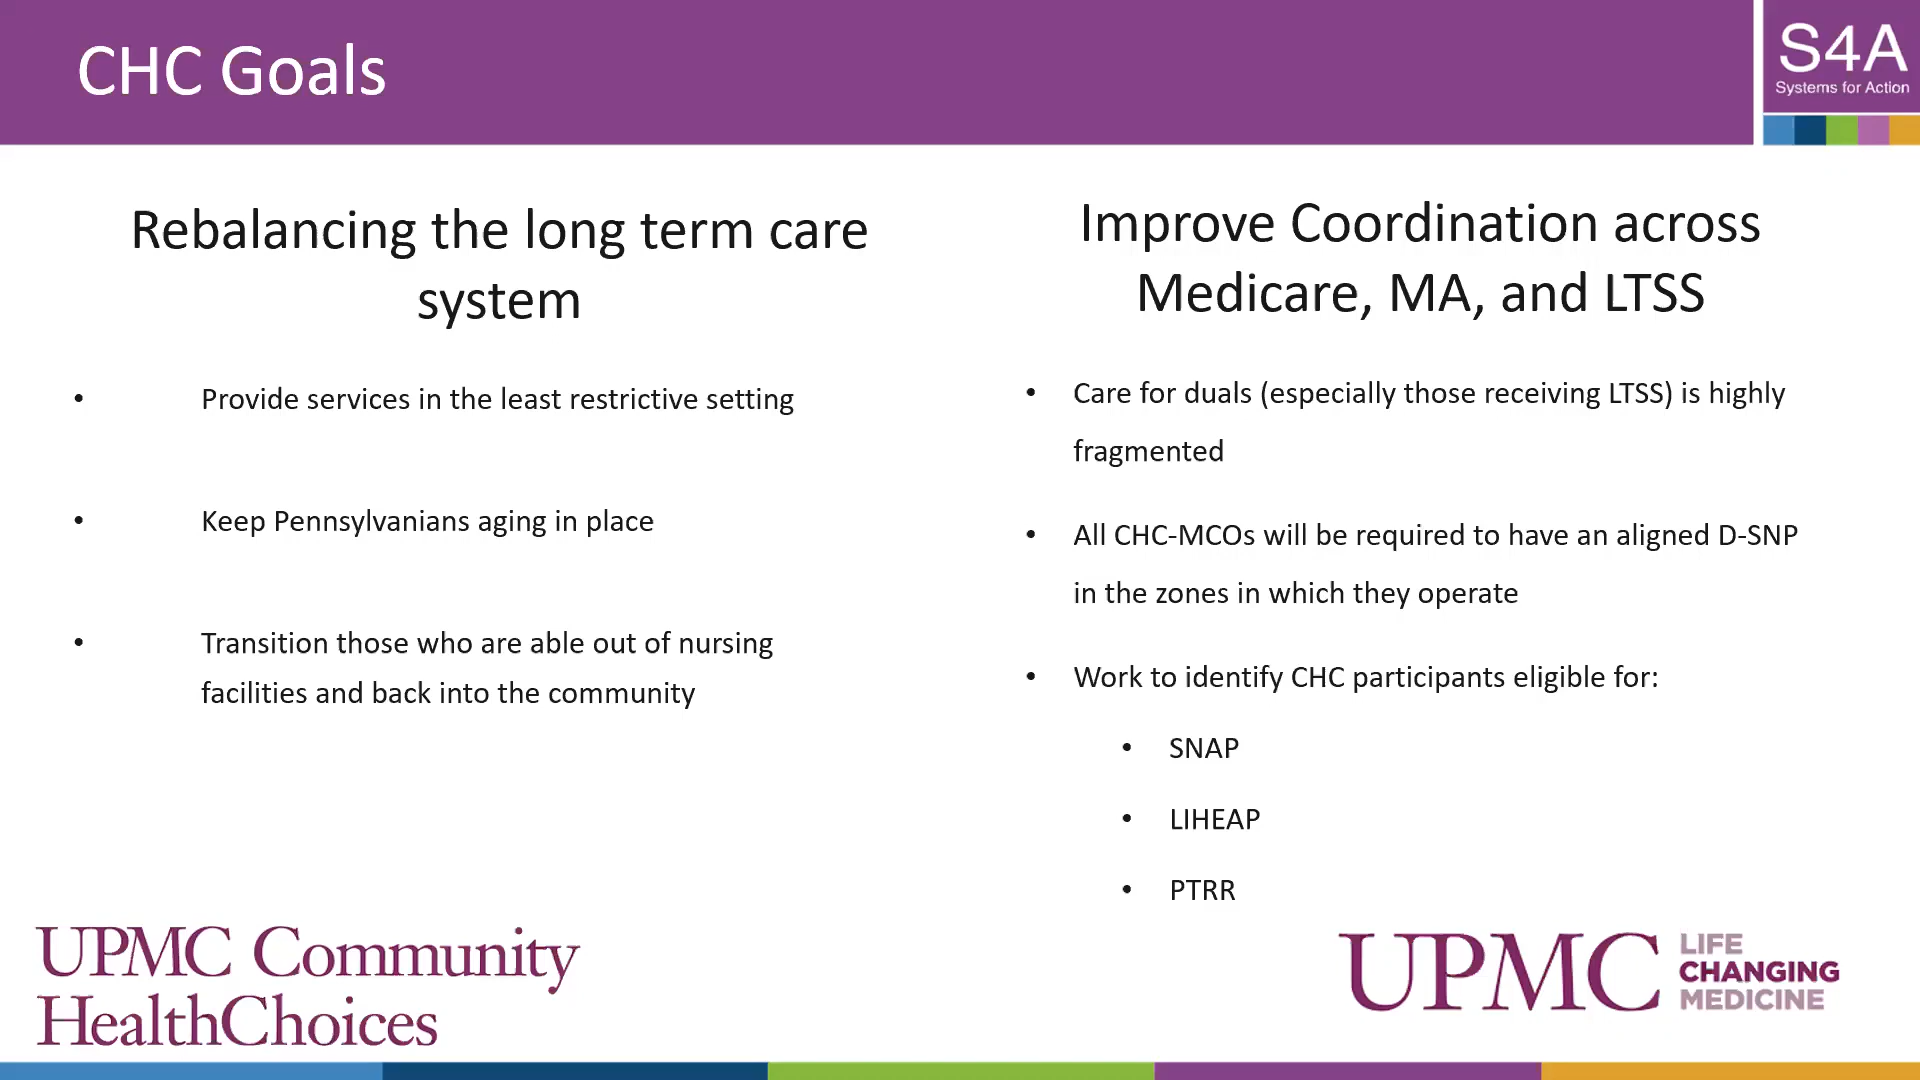 CHC Goals
S4A
Systems for Action
Rebalancing the long term care
system
• Provide services in the least restrictive setting
• Keep Pennsylvanians aging in place
• Transition those who are able out of nursing
facilities and back into the community
Improve Coordination across
Medicare, MA, and LTSS
• Care for duals (especially those receiving LTSS) is highly
fragmented
• All CHC-MCOs will be required to have an aligned D-SNP
in the zones in which they operate
• Work to identify CHC participants eligible for:
• SNAP
• LIHEAP
• PTRR
UPMC Community
HealthChoices
UPMC
LIFE
CHANGING
MEDICINE